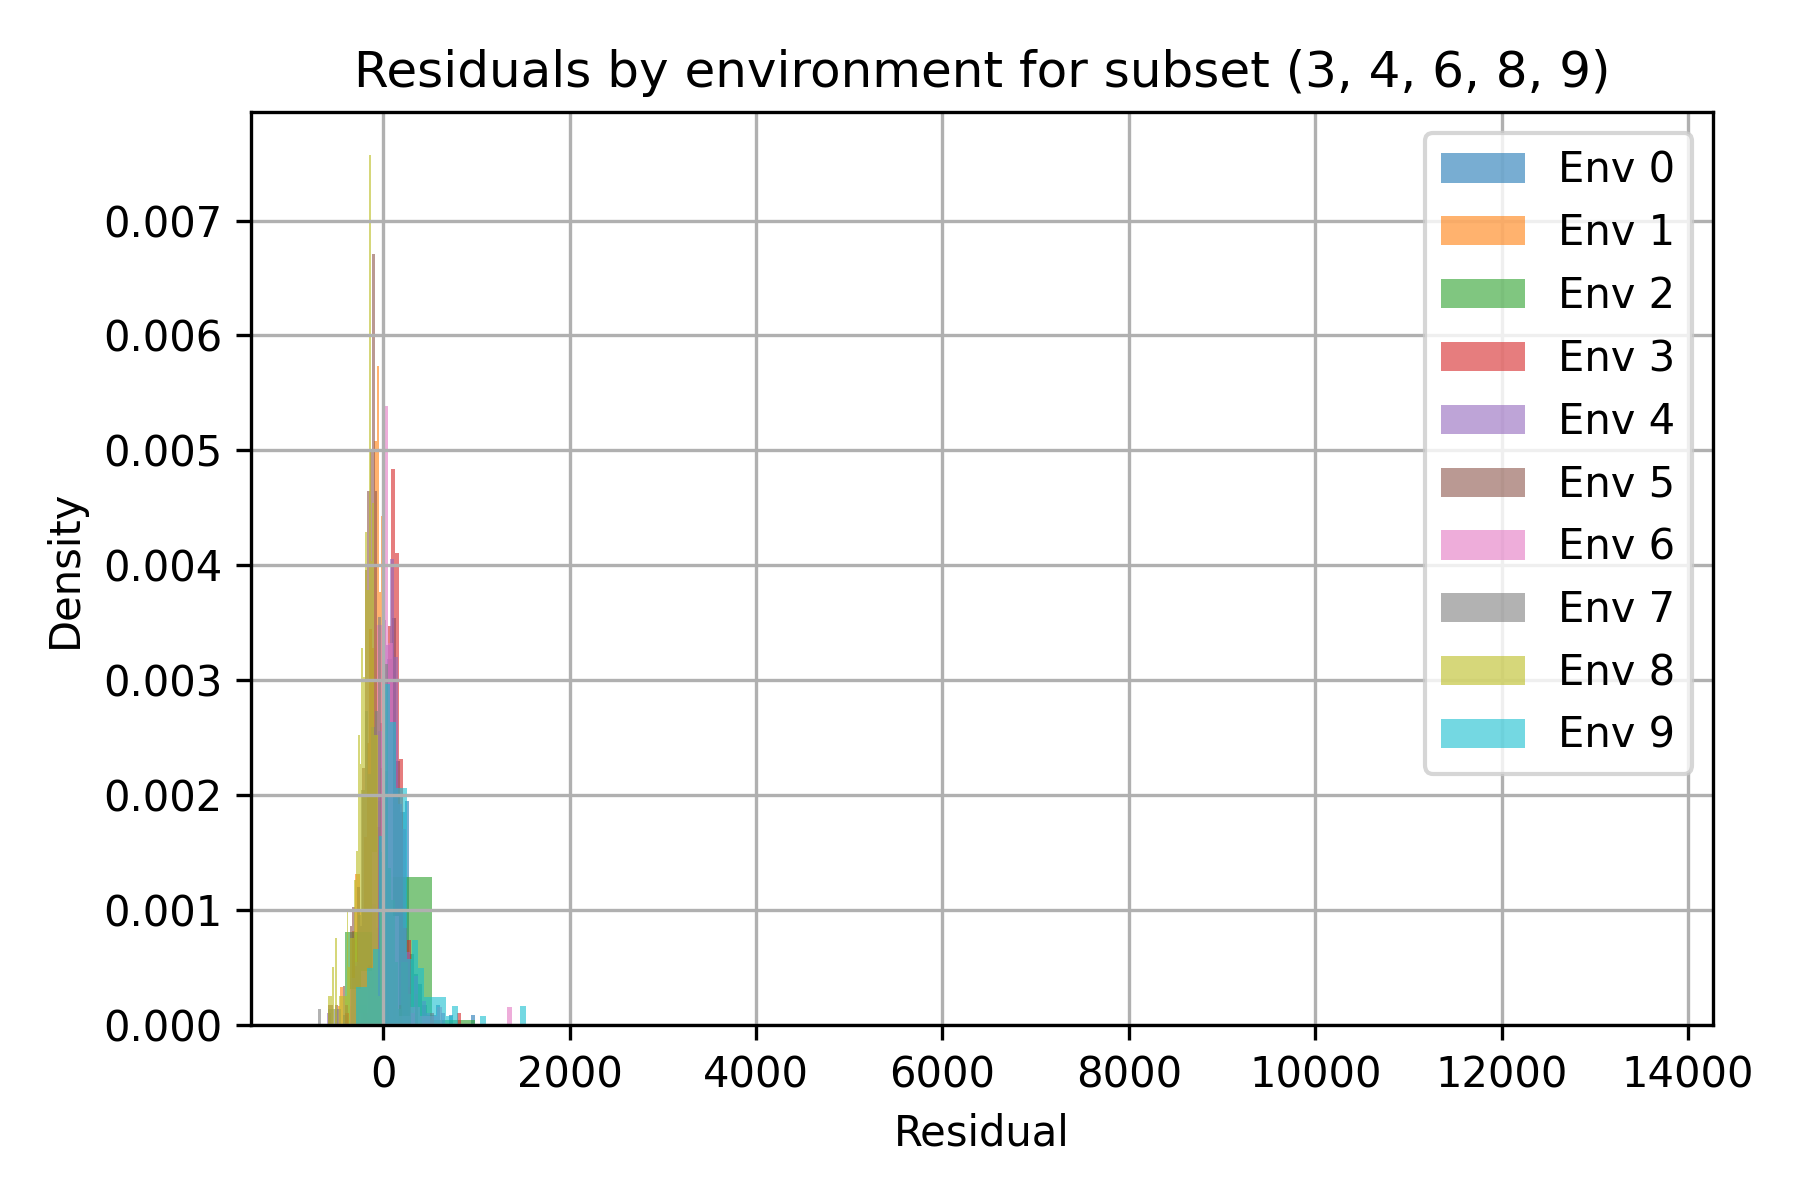 Residuals by environment for subset (3, 4, 6, 8, 9)
Env 0
Env 1
Env 2
Env 3
Env 4
Env 5
Env 6
Env 7
Env 8
Env 9
Density
0.007
0.006
0.005
0.004
0.003
0.002
0.001
0.000
0 2000 4000 6000 8000 10000 12000 14000
Residual